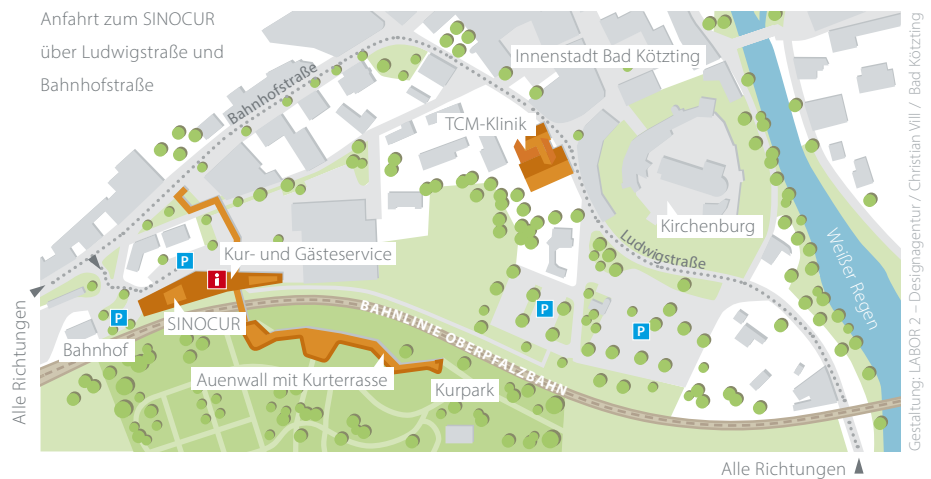 Anfahrt zum SINOCUR
über Ludwigstraße und
Bahnhofstraße
Innenstadt Bad Kötzting
Bahnhofstraße
TCM-Klinik
Kirchenburg
Ludwigstraße
Weißer Regen
Kur- und Gästeservice
P
i
SINOCUR
P
Bahnhof
BAHNLINIE OBERPFALZBAHN
P
P
Auenwall mit Kurterrasse
Kurpark
Alle Richtungen
Alle Richtungen
Gestaltung: LABOR 2 – Designagentur / Christian Vill / Bad Kötzting